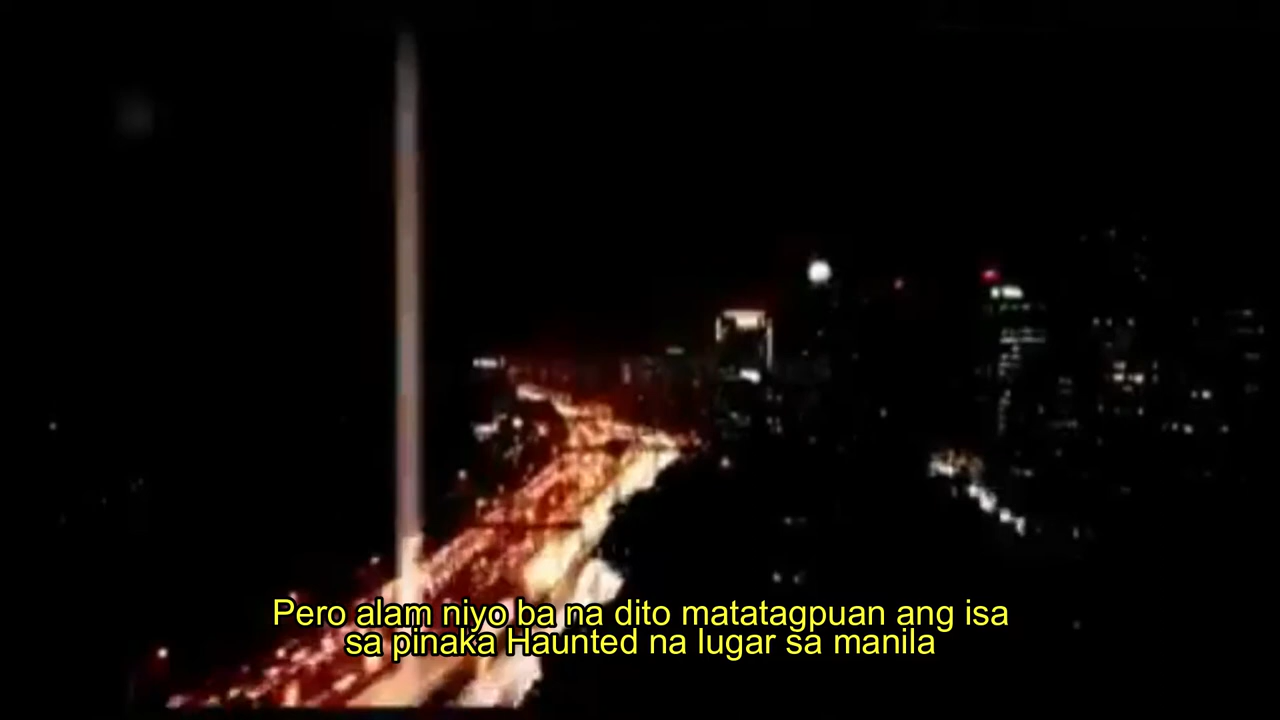 Pero alam niyo ba na dito matatagpuan ang isa
sa pinaka Haunted na lugar sa manila